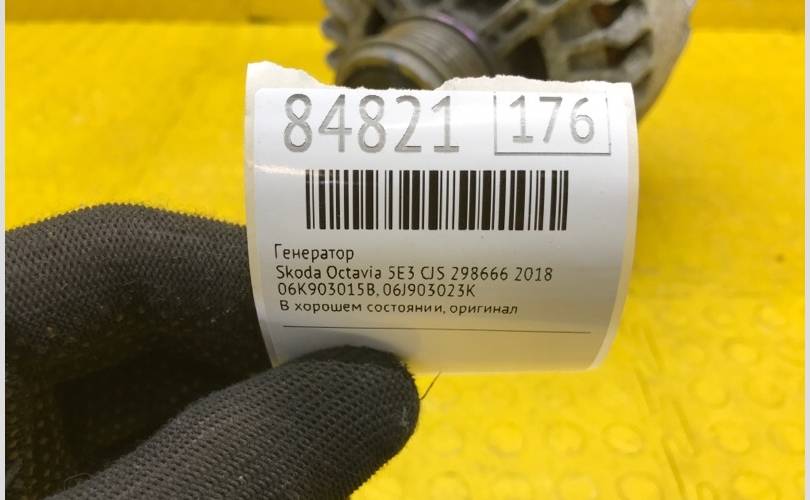 84821 176
Генератор
Skoda Octavia 5E3 CJS 298666 2018
06K903015B, 06J903023K
В хорошем состоянии, оригинал